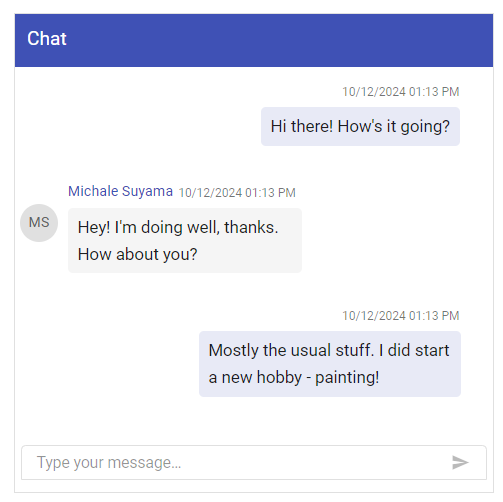 Chat
10/12/2024 01:13 PM
Hi there! How's it going?
Michale Suyama 10/12/2024 01:13 PM
MS
Hey! I'm doing well, thanks.
How about you?
10/12/2024 01:13 PM
Mostly the usual stuff. I did start
a new hobby - painting!
Type your message...